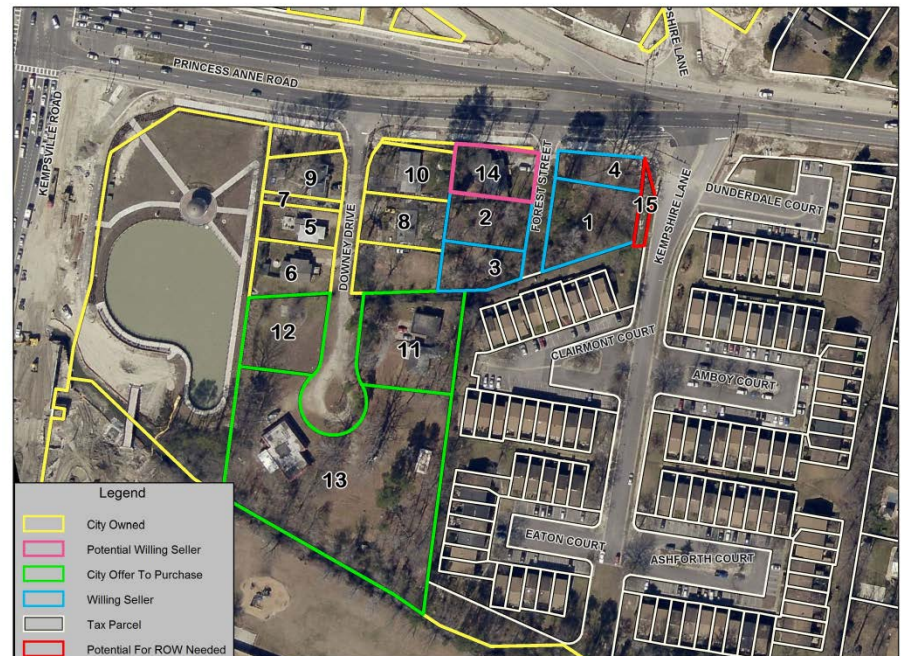 PSHIRE LANE
PRINCESS ANNE ROAD
KEMPSVILLE ROAD
9
10
14
4
7
5
8
2
1
15
FOREST STREET
DOWNEY DRIVE
KEMPSHIRE LANE
DUNDERDALE COURT
6
3
12
11
CLAIRMONT COURT
AMBOY COURT
13
EATON COURT
ASHFORTH COURT
Legend
City Owned
Potential Willing Seller
City Offer To Purchase
Willing Seller
Tax Parcel
Potential For ROW Needed